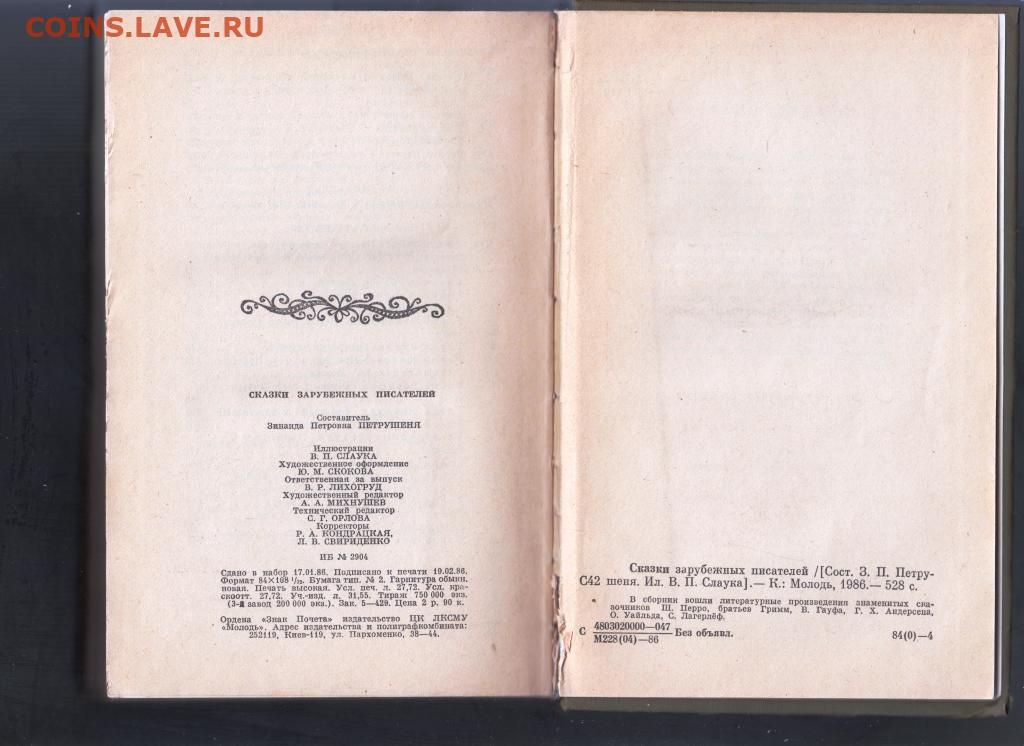 COINS.LAVE.RU
СКАЗКИ ЗАРУБЕЖНЫХ ПИСАТЕЛЕЙ
Составитель
Зинаида Петровна ПЕТРУШЕНЯ
Иллюстрации
В. П. СЛАУКА
Художественное оформление
Ю. М. СКОКОВА
Ответственная за выпуск
В. Р. ЛИХОГРУД
Художественный редактор
А. А. МИХНУШЕВ
Технический редактор
С. Г. ОРЛОВА
Корректоры
Р. А. КОНДРАЦКАЯ,
Л. В. СВИРИДЕНКО
ИБ № 2904
Сдано в набор 17.01.86. Подписано к печати 19.02.86.
Формат 84×108 1/32. Бумага тип. № 2. Гарнитура обыкн.
новая. Печать высокая. Усл. печ. л. 27,72. Усл. кра-
скоотт. 27,72. Уч.-изд. л. 31,55. Тираж 750 000 экз.
(3-й завод 200 000 экз.). Зак. 5—429. Цена 2 р. 90 к.
Ордена «Знак Почета» издательство ЦК ЛКСМУ
«Молодь». Адрес издательства и полиграфкомбината:
252119, Киев-119, ул. Пархоменко, 38—44.
Сказки зарубежных писателей /[Сост. З. П. Петру-
С42 шеня. Ил. В. П. Слаука].— К.: Молодь, 1986.— 528 с.
В сборник вошли литературные произведения знаменитых ска-
зочников Ш. Перро, братьев Гримм, В. Гауфа, Г. Х. Андерсена,
О. Уайльда, С. Лагерлёф.
С 4803020000—047
М228(04)—86 Без объявл. 84(0)—4